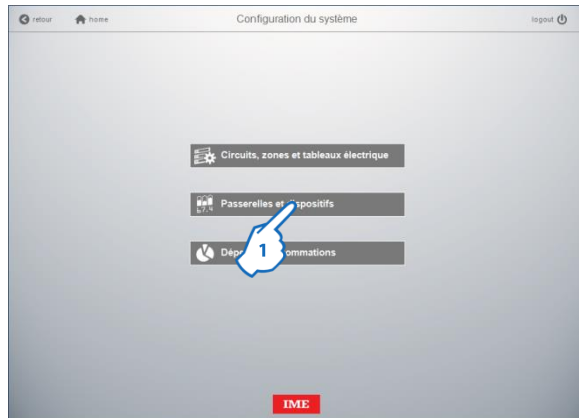 retour home Configuration du système logout
Circuits, zones et tableaux électrique
Passerelles et
1
IME